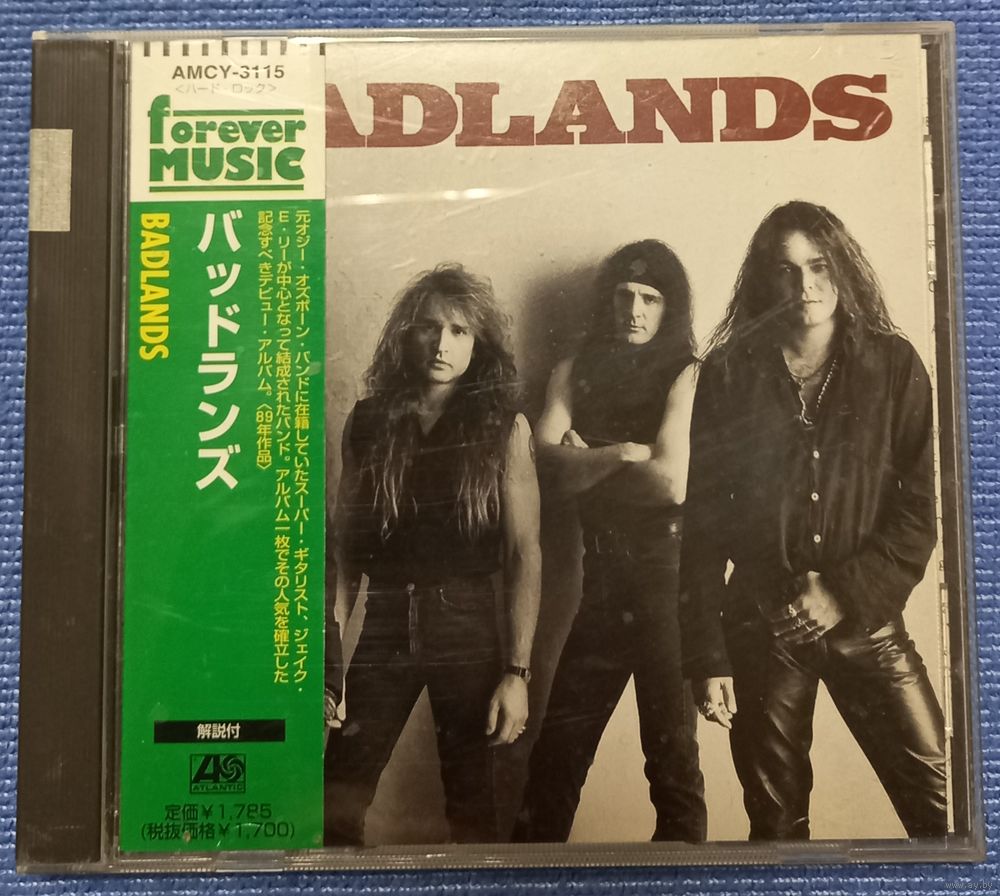 AMCY-3115
<ハード・ロック>
forever
MUSIC
ADLANDS
バッドランズ
BADLANDS
元オジー・オズボーン・バンドに在籍していたスーパー・ギタリスト、ジェイク・
E・リーが中心となって結成されたバンド。アルバム一枚でその人気を確立した
記念すべきデビュー・アルバム。〈89年作品〉
解説付
ATLANTIC
定価¥1,785
(税抜価格¥1,700)
www.ay.by